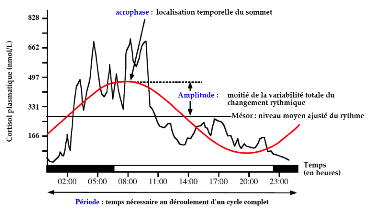 acrophase : localisation temporelle du sommet
828
662
497
331
166
Cortisol plasmatique (nmol/L)
Amplitude : moitié de la variabilité totale du
changement rythmique
Mésor : niveau moyen ajusté du rythme
02:00 05:00 08:00 11:00 14:00 17:00 20:00 23:00
Temps
(en heures)
Période : temps nécessaire au déroulement d'un cycle complet